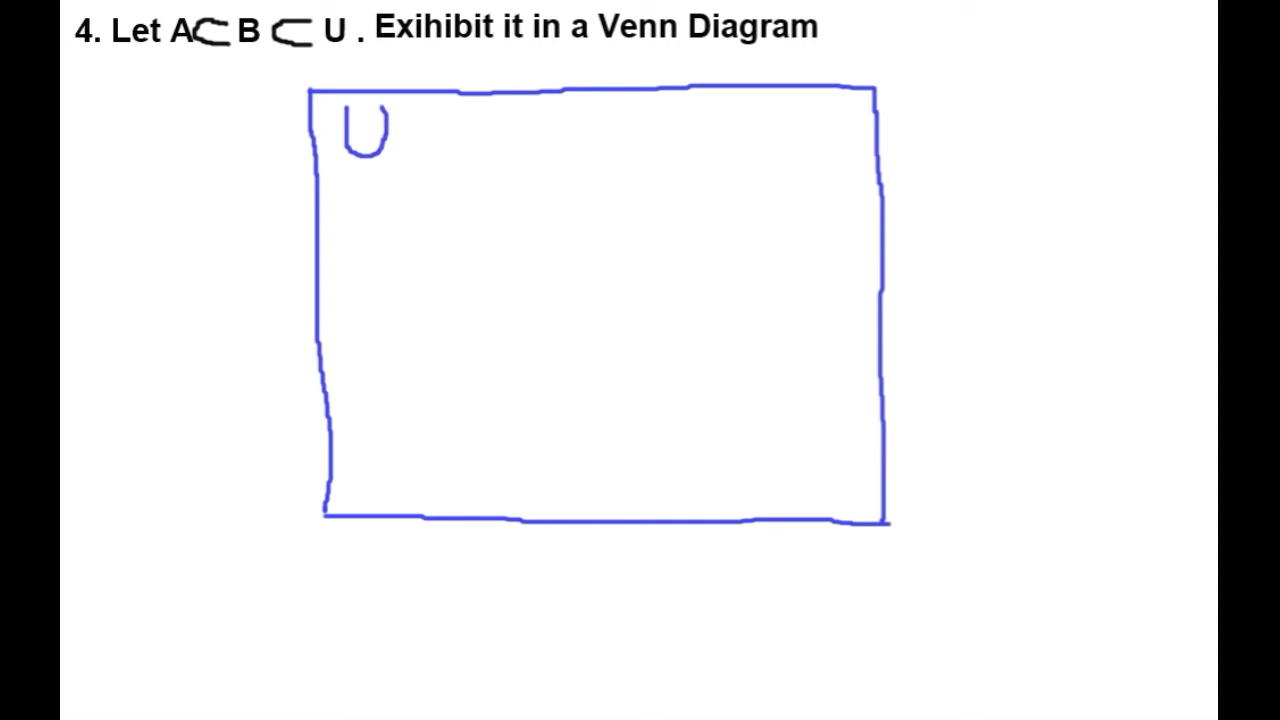 4. Let A ⊂ B ⊂ U . Exihibit it in a Venn Diagram
U